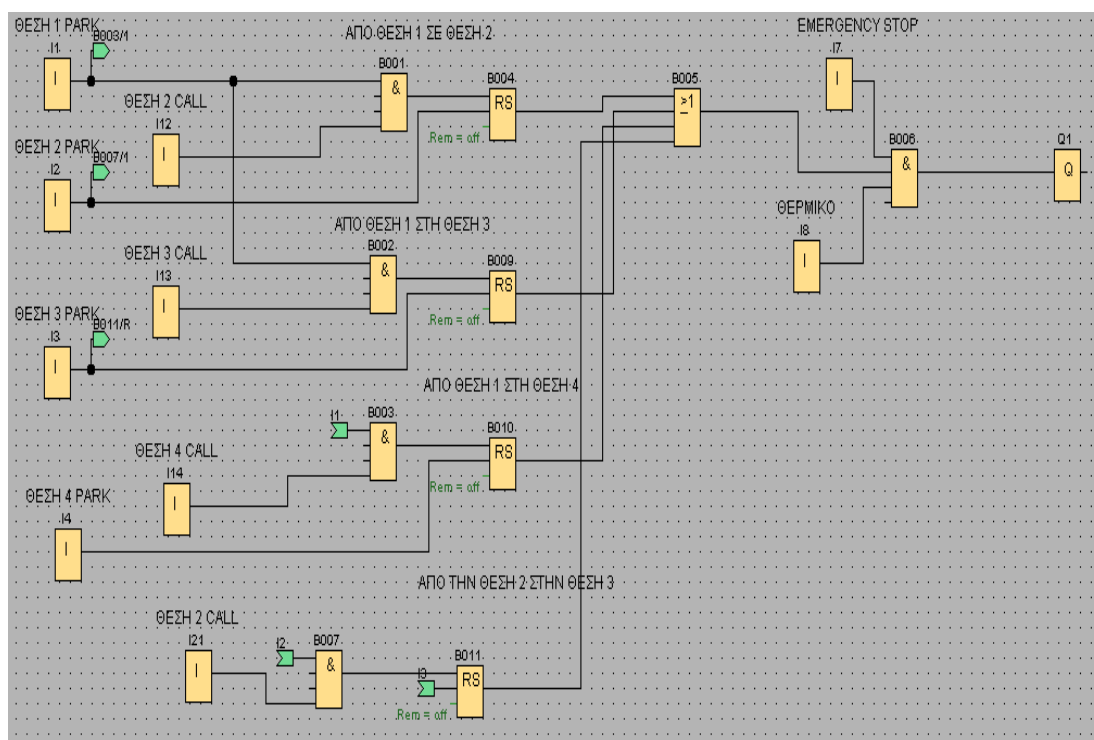 ΘΕΣΗ 1 PARK
I1
B003/1
I
ΘΕΣΗ 2 CALL
I12
I
ΑΠΟ ΘΕΣΗ 1 ΣΕ ΘΕΣΗ 2
B001
&
B004
RS
Rem = off
B005
>1
EMERGENCY STOP
I7
I
B006
&
Q1
Q
ΘΕΡΜΙΚΟ
I8
I
ΘΕΣΗ 2 PARK
I2
B007/1
I
ΑΠΟ ΘΕΣΗ 1 ΣΤΗ ΘΕΣΗ 3
B002
&
B009
RS
Rem = off
ΘΕΣΗ 3 CALL
I13
I
ΘΕΣΗ 3 PARK
I3
B011/R
I
ΑΠΟ ΘΕΣΗ 1 ΣΤΗ ΘΕΣΗ 4
I1
B003
&
B010
RS
Rem = off
ΘΕΣΗ 4 CALL
I14
I
ΘΕΣΗ 4 PARK
I4
I
ΑΠΟ ΤΗΝ ΘΕΣΗ 2 ΣΤΗΝ ΘΕΣΗ 3
ΘΕΣΗ 2 CALL
I21
I
I2
B007
&
I3
B011
RS
Rem = off